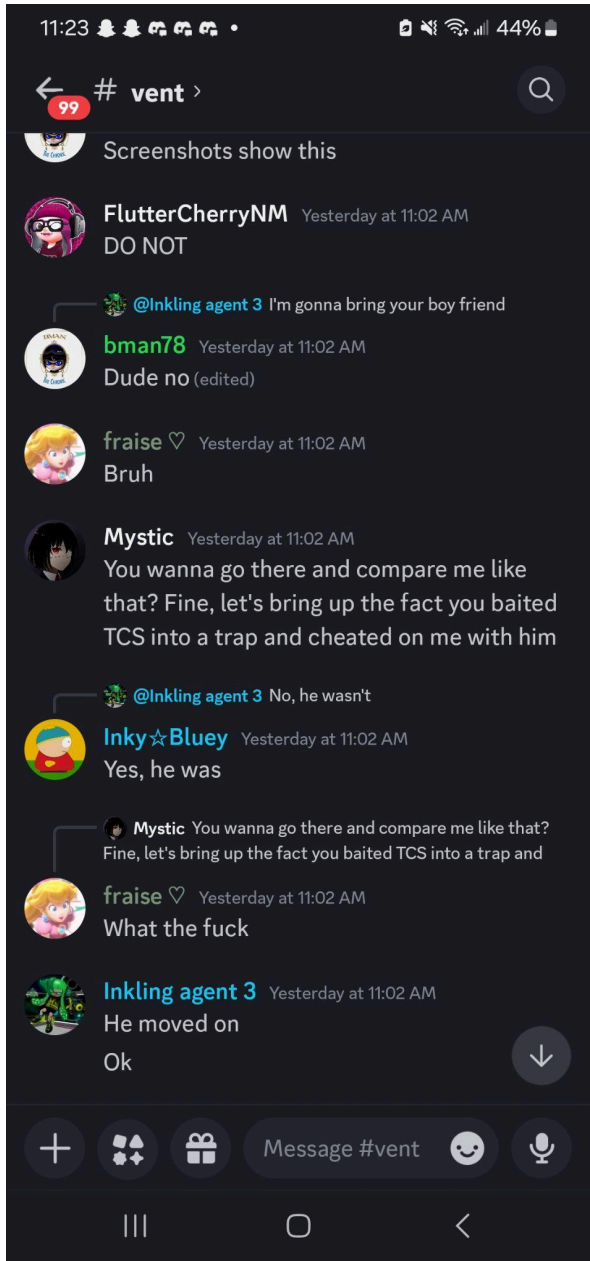 11:23
44%
99
# vent
Screenshots show this
FlutterCherryNM Yesterday at 11:02 AM
DO NOT
@Inkling agent 3 I'm gonna bring your boy friend
BMAN
bman78 Yesterday at 11:02 AM
Dude no (edited)
fraise ♡ Yesterday at 11:02 AM
Bruh
Mystic Yesterday at 11:02 AM
You wanna go there and compare me like
that? Fine, let's bring up the fact you baited
TCS into a trap and cheated on me with him
@Inkling agent 3 No, he wasn't
Inky☆Bluey Yesterday at 11:02 AM
Yes, he was
Mystic You wanna go there and compare me like that?
Fine, let's bring up the fact you baited TCS into a trap and
fraise ♡ Yesterday at 11:02 AM
What the fuck
Inkling agent 3 Yesterday at 11:02 AM
He moved on
Ok
Message #vent